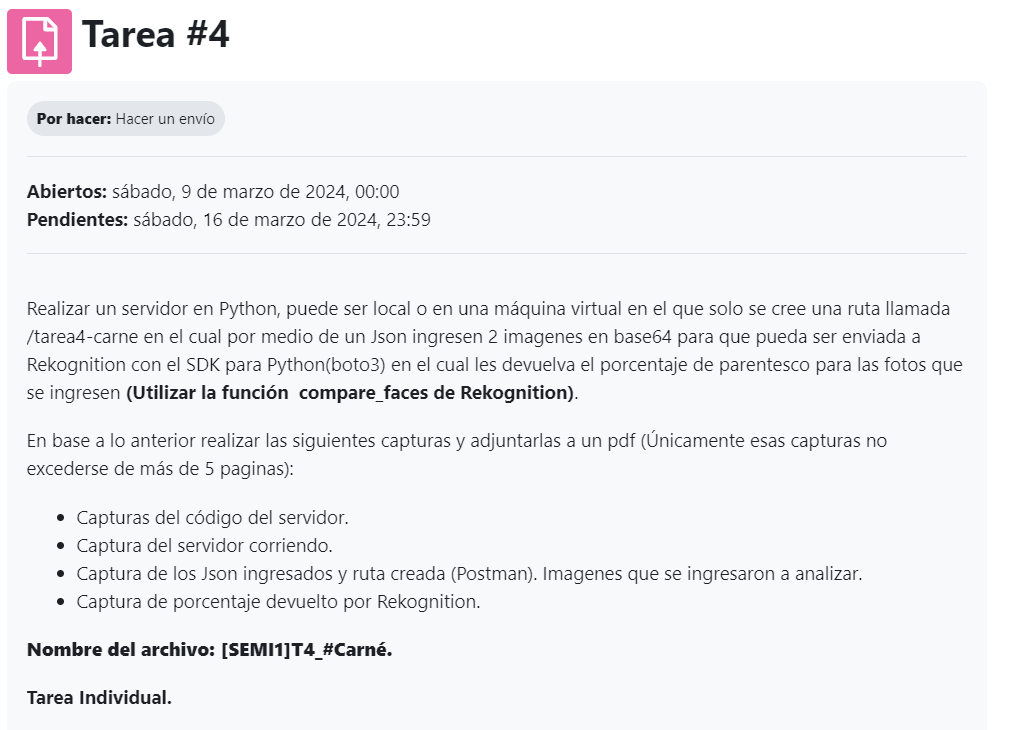 Tarea #4
Por hacer: Hacer un envío
Abiertos: sábado, 9 de marzo de 2024, 00:00
Pendientes: sábado, 16 de marzo de 2024, 23:59
Realizar un servidor en Python, puede ser local o en una máquina virtual en el que solo se cree una ruta llamada
/tarea4-carne en el cual por medio de un Json ingresen 2 imagenes en base64 para que pueda ser enviada a
Rekognition con el SDK para Python(boto3) en el cual les devuelva el porcentaje de parentesco para las fotos que
se ingresen (Utilizar la función  compare_faces de Rekognition).
En base a lo anterior realizar las siguientes capturas y adjuntarlas a un pdf (Únicamente esas capturas no
excederse de más de 5 paginas):
• Capturas del código del servidor.
• Captura del servidor corriendo.
• Captura de los Json ingresados y ruta creada (Postman). Imagenes que se ingresaron a analizar.
• Captura de porcentaje devuelto por Rekognition.
Nombre del archivo: [SEMI1]T4_#Carné.
Tarea Individual.